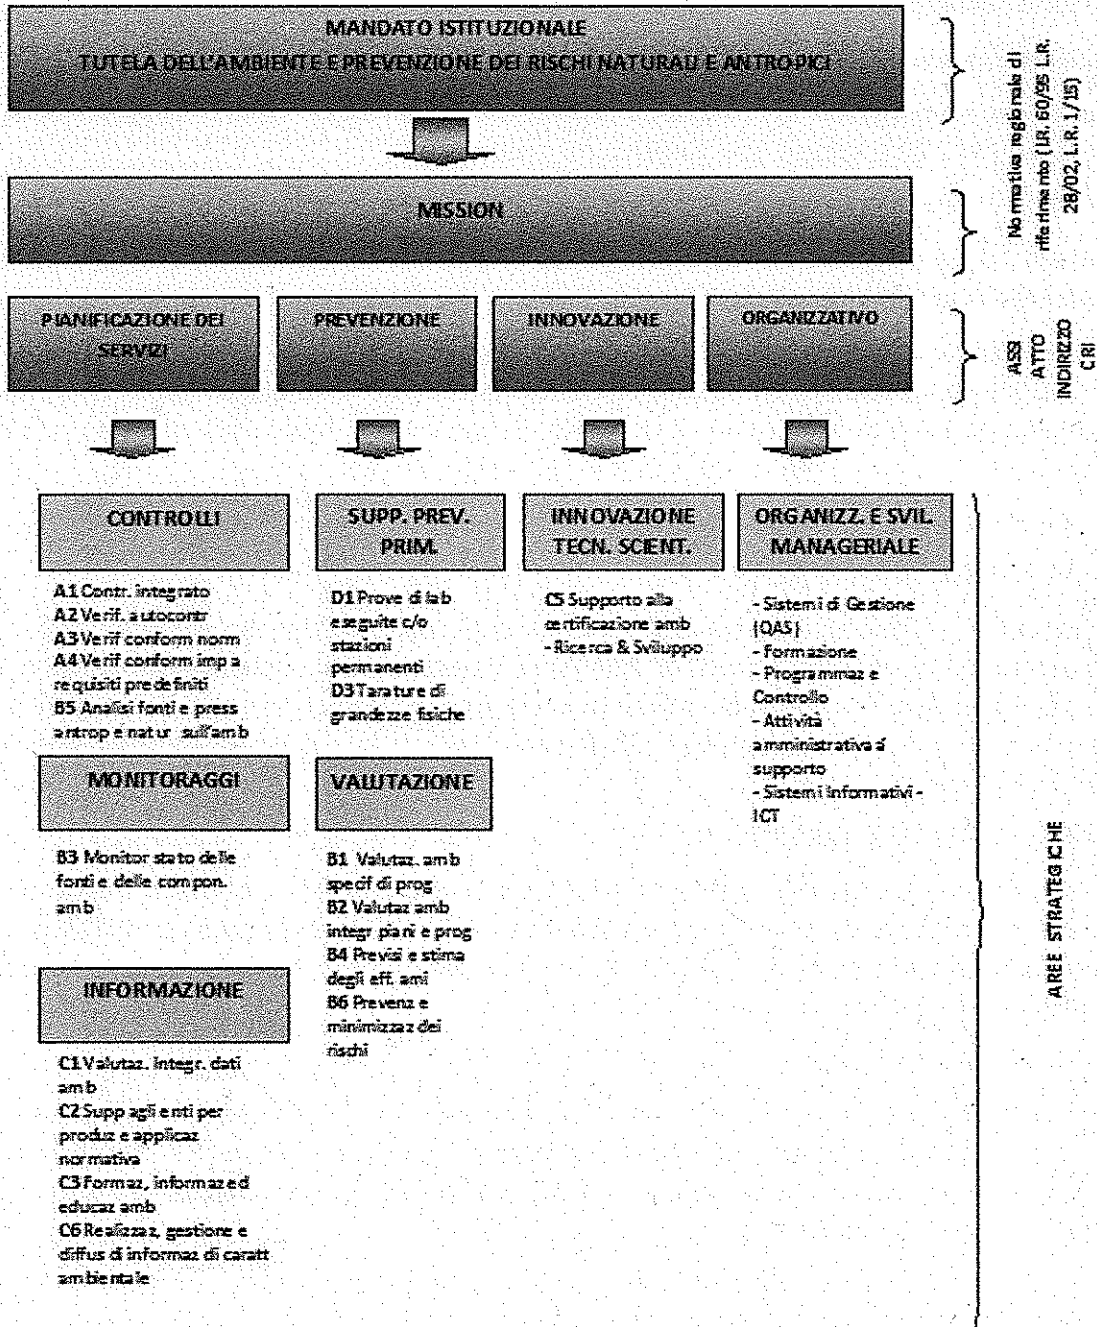 MANDATO ISTITUZIONALE
TUTELA DELL'AMBIENTE E PREVENZIONE DEI RISCHI NATURALI E ANTROPICI
Normativa regionale di
riferimento (LR. 60/95 L.R.
28/02, L.R. 1/15)
MISSION
PIANIFICAZIONE DEI
SERVIZI
PREVENZIONE
INNOVAZIONE
ORGANIZZATIVO
ASSI
ATTO
INDIRIZZO
CRI
CONTROLLI
A1 Contr. integrato
A2 Verif. autocontr
A3 Verif conform norm
A4 Verif conform imp a
requisiti predefiniti
B5 Analisi fonti e press
antrop e natur sull'amb
MONITORAGGI
B3 Monitor stato delle
fonti e delle compon.
amb
INFORMAZIONE
C1 Valutaz. integr. dati
amb
C2 Supp agli enti per
produz e applicaz
normativa
C3 Formaz, informaz ed
educaz amb
C6 Realizzaz, gestione e
diffus di informaz di caratt
ambientale
SUPP. PREV.
PRIM.
D1 Prove di lab
eseguite c/o
stazioni
permanenti
D3 Tarature di
grandezze fisiche
VALUTAZIONE
B1 Valutaz. amb
specif di prog
B2 Valutaz amb
integr piani e prog
B4 Previsi e stima
degli eff. ami
B6 Prevenz e
minimizzaz dei
rischi
INNOVAZIONE
TECN. SCIENT.
C5 Supporto alla
certificazione amb
- Ricerca & Sviluppo
ORGANIZZ. E SVIL.
MANAGERIALE
- Sistemi di Gestione
(QAS)
- Formazione
- Programmaz e
Controllo
- Attività
amministrativa di
supporto
- Sistemi Informativi -
ICT
AREE STRATEGICHE